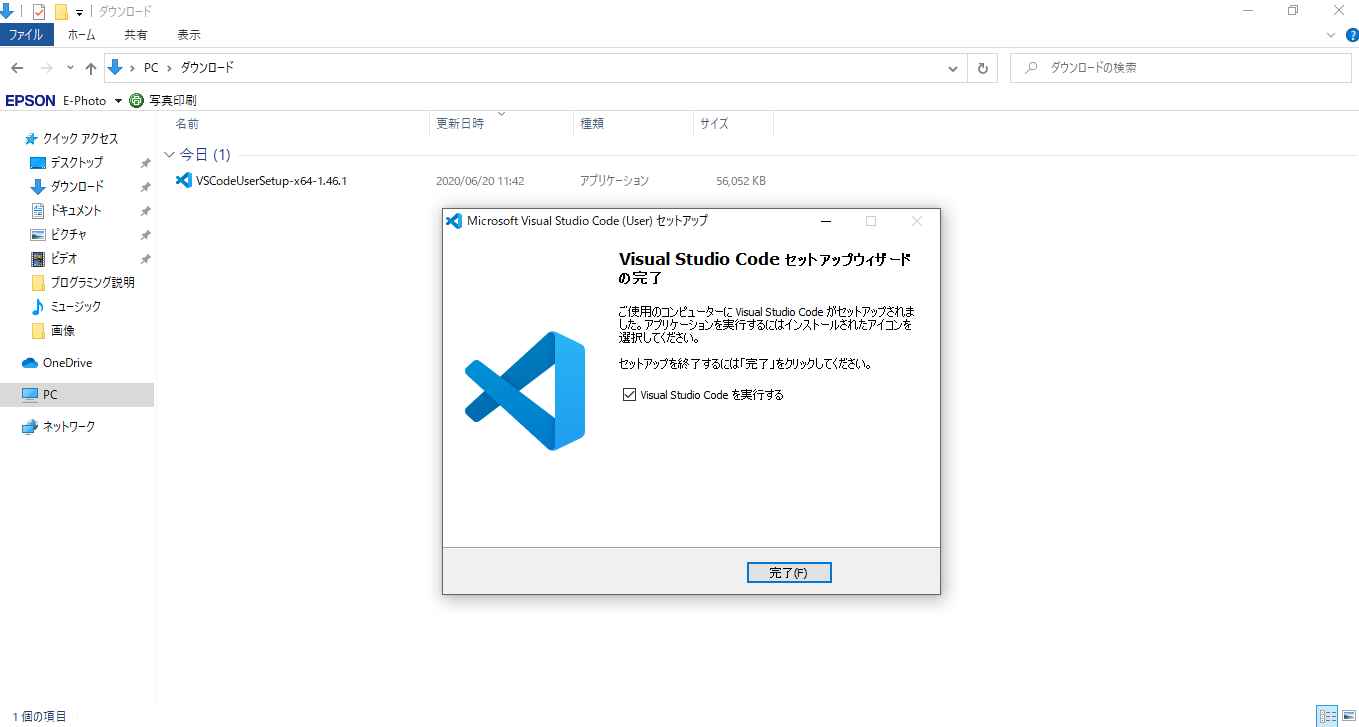 ダウンロード
ファイル ホーム 共有 表示
PC ダウンロード ダウンロードの検索
EPSON E-Photo 写真印刷
名前 更新日時 種類 サイズ
クイック アクセス
デスクトップ
ダウンロード
ドキュメント
ピクチャ
ビデオ
プログラミング説明
ミュージック
画像
OneDrive
PC
ネットワーク
今日 (1)
VSCodeUserSetup-x64-1.46.1 2020/06/20 11:42 アプリケーション 56,052 KB
Microsoft Visual Studio Code (User) セットアップ
Visual Studio Code セットアップウィザード
の完了
ご使用のコンピューターに Visual Studio Code がセットアップされま
した。アプリケーションを実行するにはインストールされたアイコンを
選択してください。
セットアップを終了するには「完了」をクリックしてください。
Visual Studio Code を実行する
完了(F)
1 個の項目